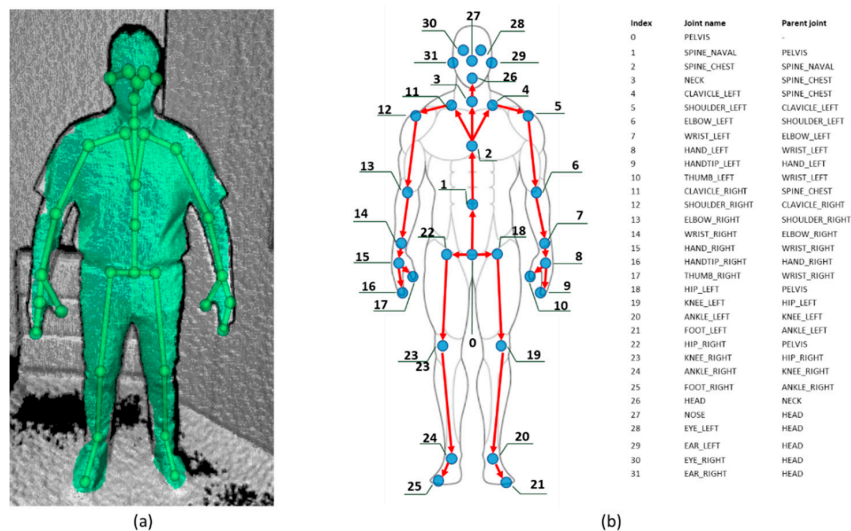 27
30
28
31
29
26
3
11
4
12
5
2
13
1
6
14
22
18
7
15
8
16
17
10
9
0
23
23
19
24
20
25
21
Index Joint name Parent joint
0 PELVIS -
1 SPINE_NAVAL PELVIS
2 SPINE_CHEST SPINE_NAVAL
3 NECK SPINE_CHEST
4 CLAVICLE_LEFT SPINE_CHEST
5 SHOULDER_LEFT CLAVICLE_LEFT
6 ELBOW_LEFT SHOULDER_LEFT
7 WRIST_LEFT ELBOW_LEFT
8 HAND_LEFT WRIST_LEFT
9 HANDTIP_LEFT HAND_LEFT
10 THUMB_LEFT WRIST_LEFT
11 CLAVICLE_RIGHT SPINE_CHEST
12 SHOULDER_RIGHT CLAVICLE_RIGHT
13 ELBOW_RIGHT SHOULDER_RIGHT
14 WRIST_RIGHT ELBOW_RIGHT
15 HAND_RIGHT WRIST_RIGHT
16 HANDTIP_RIGHT HAND_RIGHT
17 THUMB_RIGHT WRIST_RIGHT
18 HIP_LEFT PELVIS
19 KNEE_LEFT HIP_LEFT
20 ANKLE_LEFT KNEE_LEFT
21 FOOT_LEFT ANKLE_LEFT
22 HIP_RIGHT PELVIS
23 KNEE_RIGHT HIP_RIGHT
24 ANKLE_RIGHT KNEE_RIGHT
25 FOOT_RIGHT ANKLE_RIGHT
26 HEAD NECK
27 NOSE HEAD
28 EYE_LEFT HEAD
29 EAR_LEFT HEAD
30 EYE_RIGHT HEAD
31 EAR_RIGHT HEAD
(a)
(b)